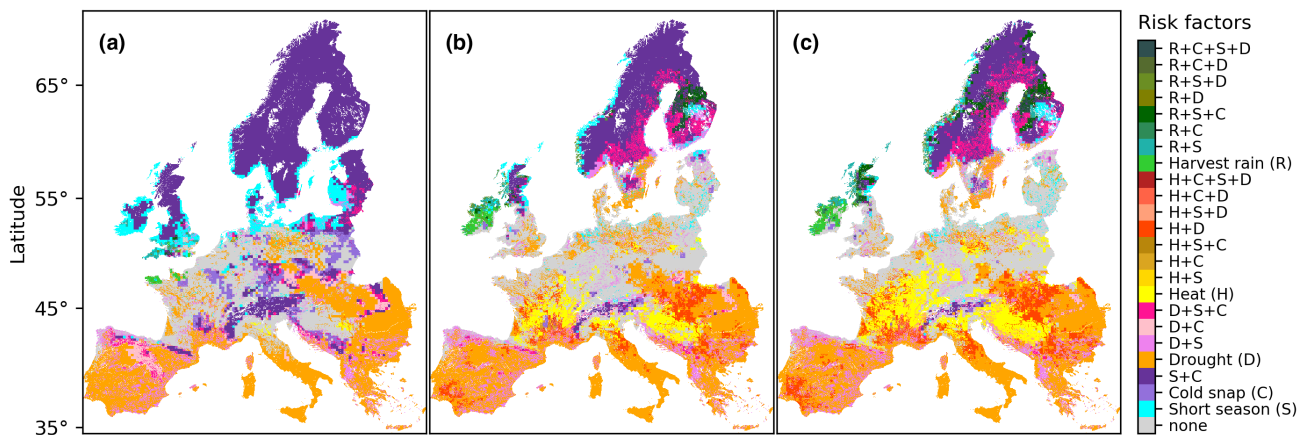 (a)
(b)
(c)
Latitude
65°
55°
45°
35°
Risk factors
R+C+S+D
R+C+D
R+S+D
R+D
R+S+C
R+C
R+S
Harvest rain (R)
H+C+S+D
H+C+D
H+S+D
H+D
H+S+C
H+C
H+S
Heat (H)
D+S+C
D+C
D+S
Drought (D)
S+C
Cold snap (C)
Short season (S)
none